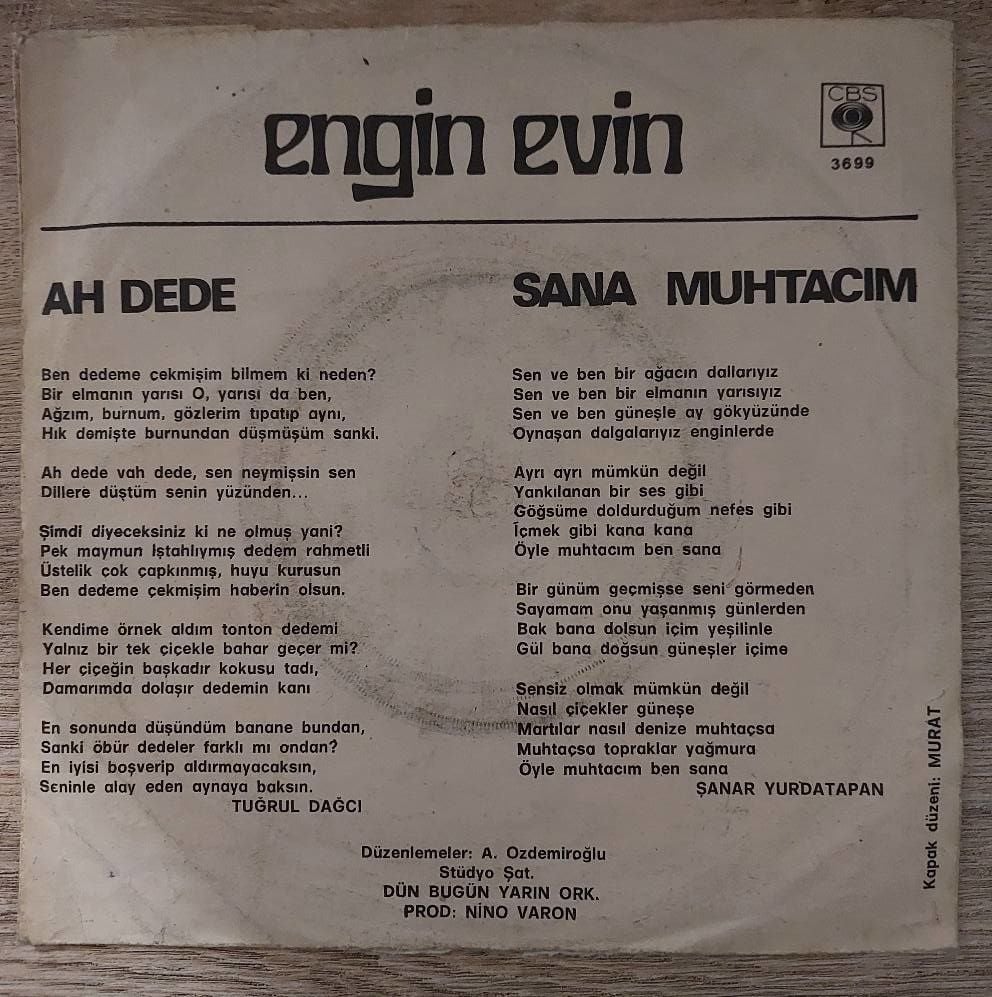 engin evin
CBS
3699
AH DEDE
Ben dedeme çekmişim bilmem ki neden?
Bir elmanın yarısı O, yarısı da ben,
Ağzım, burnum, gözlerim tıpatıp aynı,
Hık demişte burnundan düşmüşüm sanki.
Ah dede vah dede, sen neymişsin sen
Dillere düştüm senin yüzünden...
Şimdi diyeceksiniz ki ne olmuş yani?
Pek maymun iştahlıymış dedem rahmetli
Üstelik çok çapkınmış, huyu kurusun
Ben dedeme çekmişim haberin olsun.
Kendime örnek aldım tonton dedemi
Yalnız bir tek çiçekle bahar geçer mi?
Her çiçeğin başkadır kokusu tadı,
Damarımda dolaşır dedemin kanı
En sonunda düşündüm banane bundan,
Sanki öbür dedeler farklı mı ondan?
En iyisi boşverip aldırmayacaksın,
Seninle alay eden aynaya baksın.
TUĞRUL DAĞCI
SANA MUHTACIM
Sen ve ben bir ağacın dallarıyız
Sen ve ben bir elmanın yarısıyız
Sen ve ben güneşle ay gökyüzünde
Oynaşan dalgalarıyız enginlerde
Ayrı ayrı mümkün değil
Yankılanan bir ses gibi
Göğsüme doldurduğum nefes gibi
İçmek gibi kana kana
Öyle muhtacım ben sana
Bir günüm geçmişse seni görmeden
Sayamam onu yaşanmış günlerden
Bak bana dolsun içim yeşilinle
Gül bana doğsun güneşler içime
Sensiz olmak mümkün değil
Nasıl çiçekler güneşe
Martılar nasıl denize muhtaçsa
Muhtaçsa topraklar yağmura
Öyle muhtacım ben sana
ŞANAR YURDATAPAN
Düzenlemeler: A. Ozdemiroğlu
Stüdyo Şat.
DÜN BUGÜN YARIN ORK.
PROD: NİNO VARON
Kapak düzeni: MURAT